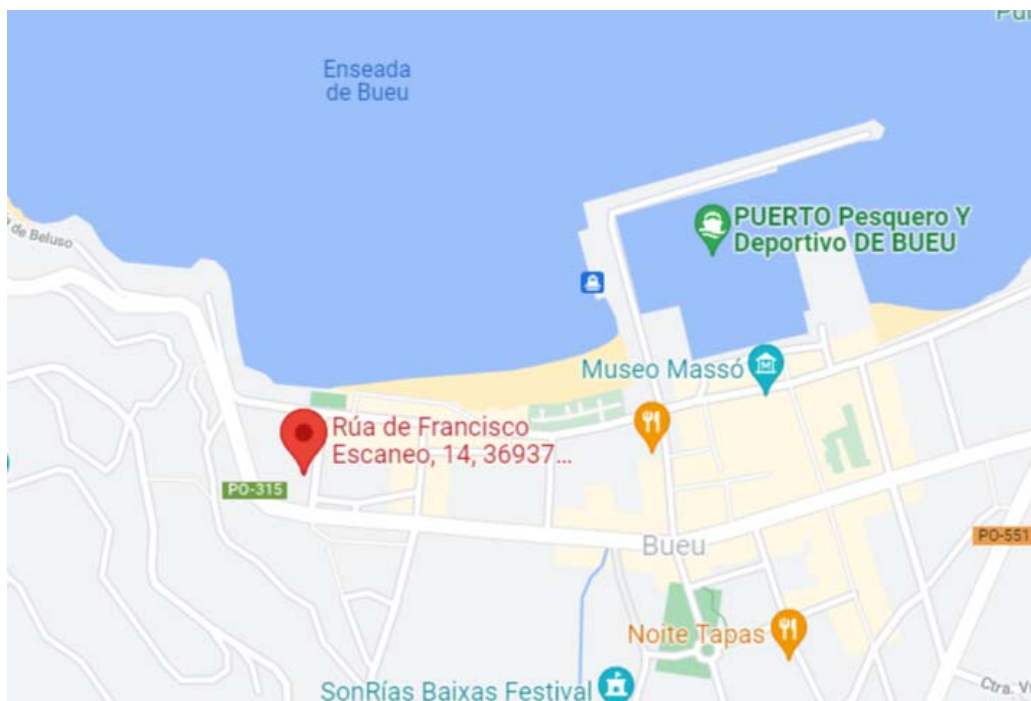 Enseada
de Bueu
PUERTO Pesquero Y
Deportivo DE BUEU
de Beluso
Museo Massó
Rúa de Francisco
Escaneo, 14, 36937...
PO-315
Bueu
PO-551
Noite Tapas
SonRías Baixas Festival
Ctra.